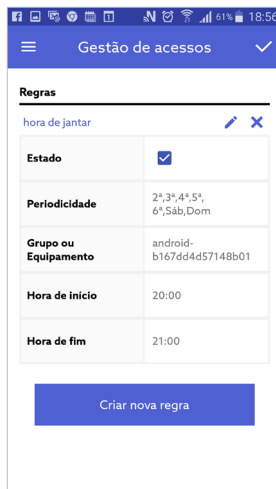 61% 18:56
Gestão de acessos
Regras
hora de jantar
Estado
Periodicidade
2ª,3ª,4ª,5ª,
6ª,Sáb,Dom
Grupo ou
Equipamento
android-
b167dd4d57148b01
Hora de início
20:00
Hora de fim
21:00
Criar nova regra